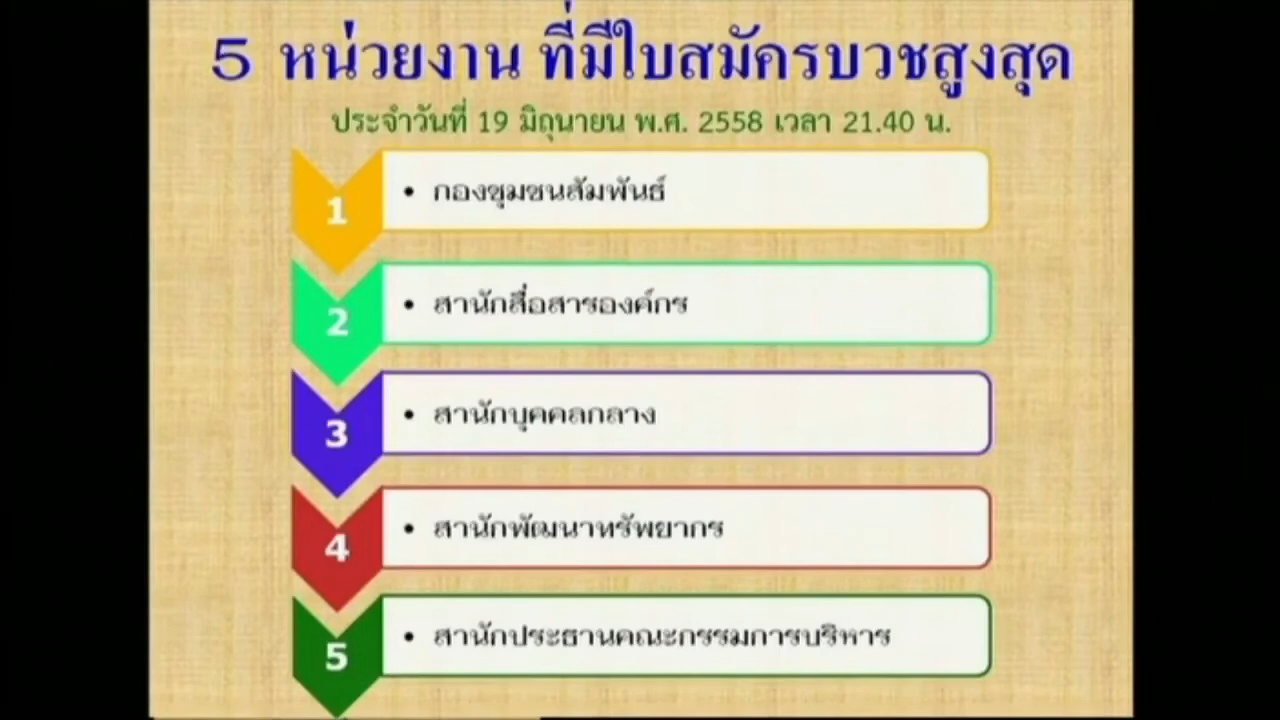 5 หน่วยงาน ที่มีใบสมัครบวชสูงสุด
ประจำวันที่ 19 มิถุนายน พ.ศ. 2558 เวลา 21.40 น.
1
• กองชุมชนสัมพันธ์
2
• สานักสื่อสารองค์กร
3
• สานักบุคคลกลาง
4
• สานักพัฒนาทรัพยากร
5
• สานักประธานคณะกรรมการบริหาร